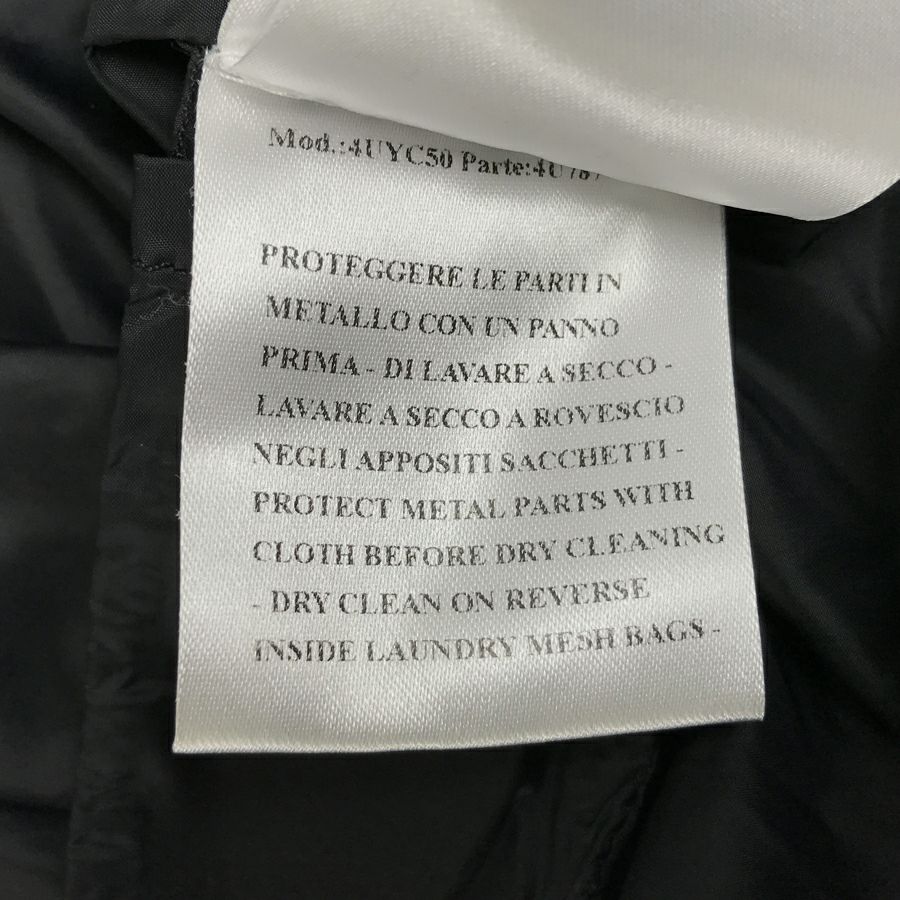 Mod.:4UYC50 Parte:4U787
PROTEGGERE LE PARTI IN
METALLO CON UN PANNO
PRIMA - DI LAVARE A SECCO -
LAVARE A SECCO A ROVESCIO
NEGLI APPOSITI SACCHETTI -
PROTECT METAL PARTS WITH
CLOTH BEFORE DRY CLEANING
- DRY CLEAN ON REVERSE
INSIDE LAUNDRY MESH BAGS -